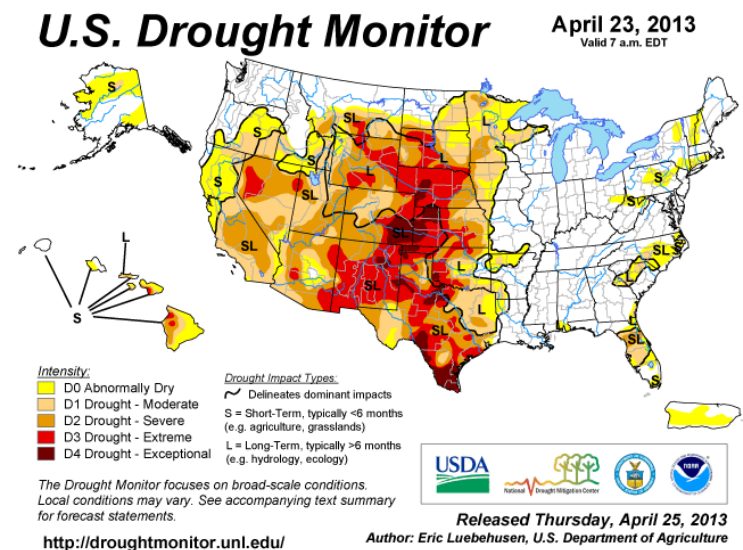 U.S. Drought Monitor
April 23, 2013
Valid 7 a.m. EDT
S
L
S
S
S
S
SL
SL
SL
L
L
L
SL
SL
L
L
SL
S
S
SL
L
L
SL
S
Intensity:
D0 Abnormally Dry
D1 Drought - Moderate
D2 Drought - Severe
D3 Drought - Extreme
D4 Drought - Exceptional
Drought Impact Types:
Delineates dominant impacts
S = Short-Term, typically <6 months
(e.g. agriculture, grasslands)
L = Long-Term, typically >6 months
(e.g. hydrology, ecology)
The Drought Monitor focuses on broad-scale conditions.
Local conditions may vary. See accompanying text summary
for forecast statements.
http://droughtmonitor.unl.edu/
USDA
National Drought Mitigation Center
NOAA
Released Thursday, April 25, 2013
Author: Eric Luebehusen, U.S. Department of Agriculture